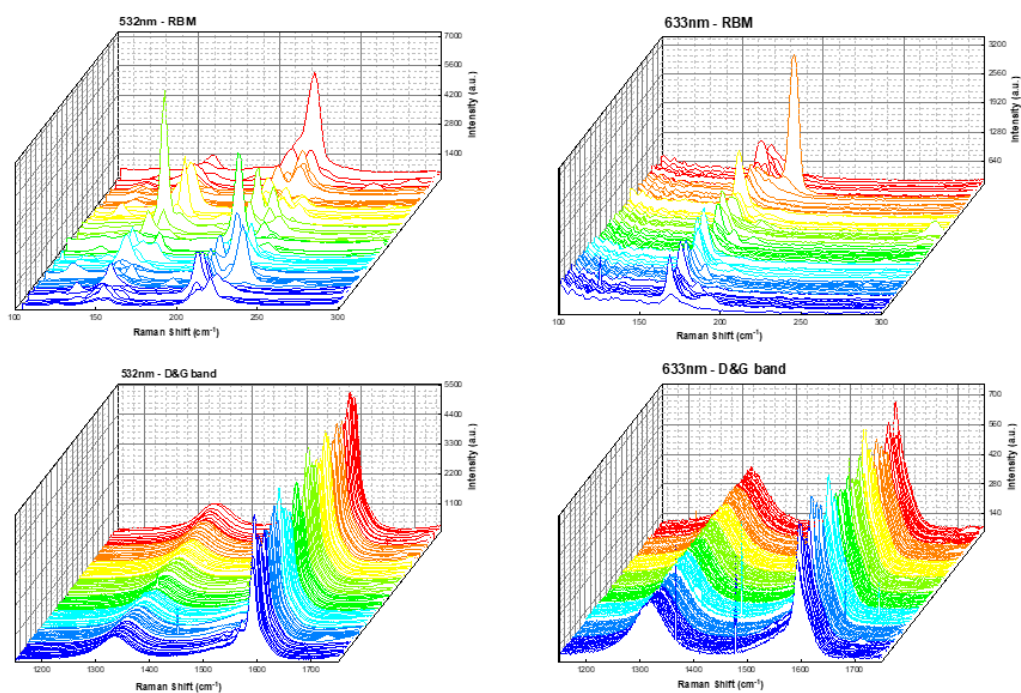 532nm - RBM
7000
5600
4200
2800
1400
Intensity (a.u.)
100 150 200 250 300
Raman Shift (cm⁻¹)
633nm - RBM
3200
2560
1920
1280
640
Intensity (a.u.)
100 150 200 250 300
Raman Shift (cm⁻¹)
532nm - D&G band
5500
4400
3300
2200
1100
Intensity (a.u.)
1200 1300 1400 1500 1600 1700
Raman Shift (cm⁻¹)
633nm - D&G band
700
560
420
280
140
Intensity (a.u.)
1200 1300 1400 1500 1600 1700
Raman Shift (cm⁻¹)